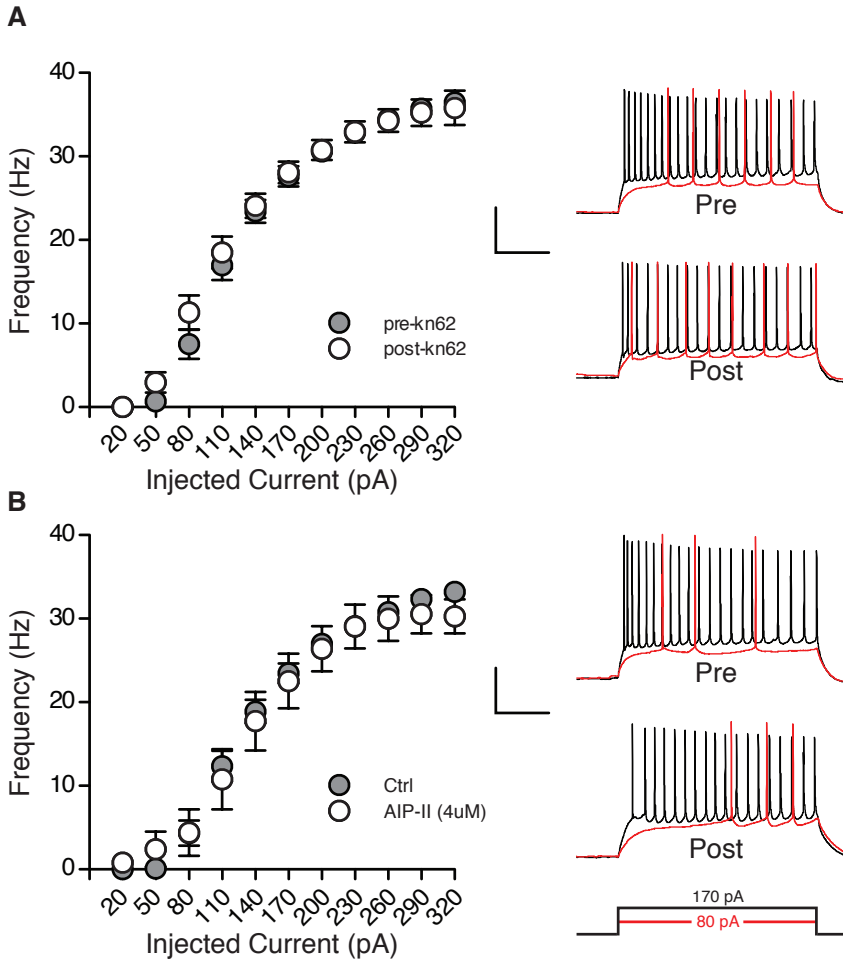 A
Frequency (Hz)
40
30
20
10
0
pre-kn62
post-kn62
20 50 80 110 140 170 200 230 260 290 320
Injected Current (pA)
Pre
Post
B
Frequency (Hz)
40
30
20
10
0
Ctrl
AIP-II (4uM)
20 50 80 110 140 170 200 230 260 290 320
Injected Current (pA)
Pre
Post
170 pA
80 pA